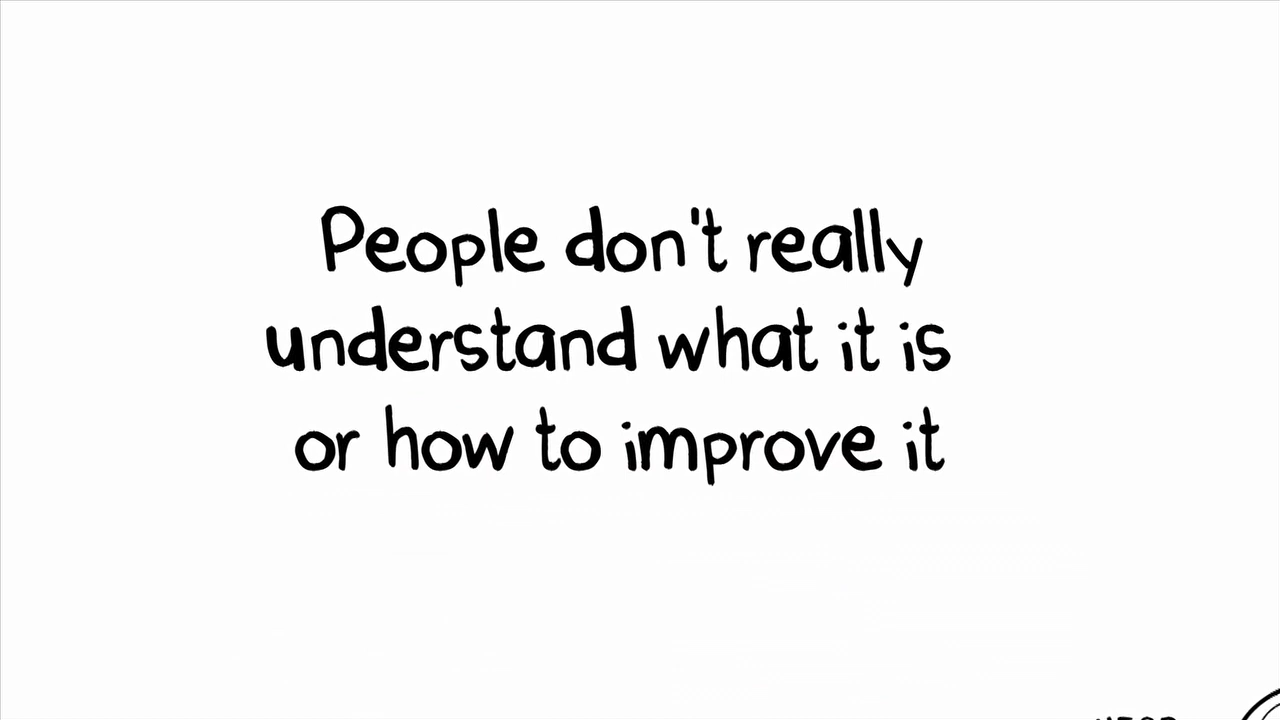 People don't really
understand what it is
or how to improve it